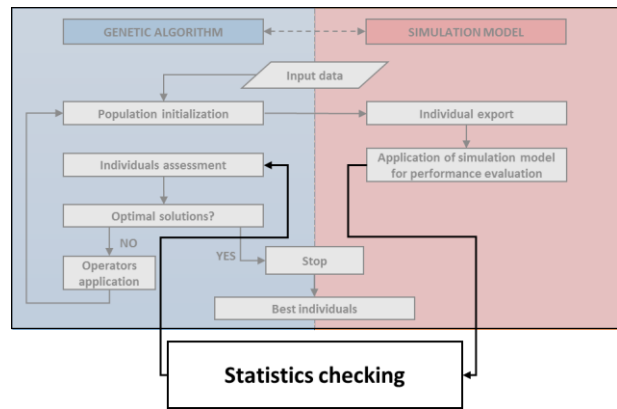 GENETIC ALGORITHM
SIMULATION MODEL
Input data
Population initialization
Individual export
Individuals assessment
Application of simulation model
for performance evaluation
Optimal solutions?
NO
YES
Operators
application
Stop
Best individuals
Statistics checking